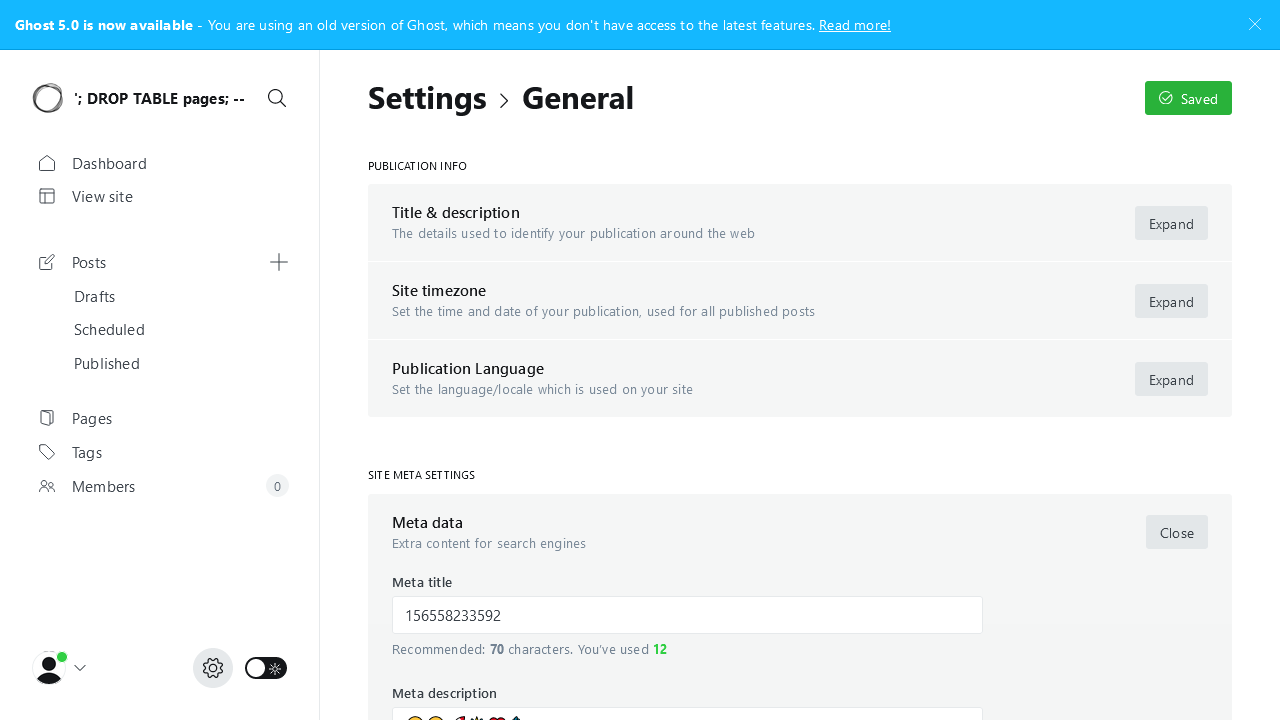 Ghost 5.0 is now available - You are using an old version of Ghost, which means you don't have access to the latest features. Read more!
'; DROP TABLE pages; --
Dashboard
View site
Posts
Drafts
Scheduled
Published
Pages
Tags
Members 0
Settings > General
Saved
PUBLICATION INFO
Title & description
The details used to identify your publication around the web
Expand
Site timezone
Set the time and date of your publication, used for all published posts
Expand
Publication Language
Set the language/locale which is used on your site
Expand
SITE META SETTINGS
Meta data
Extra content for search engines
Close
Meta title
156558233592
Recommended: 70 characters. You've used 12
Meta description